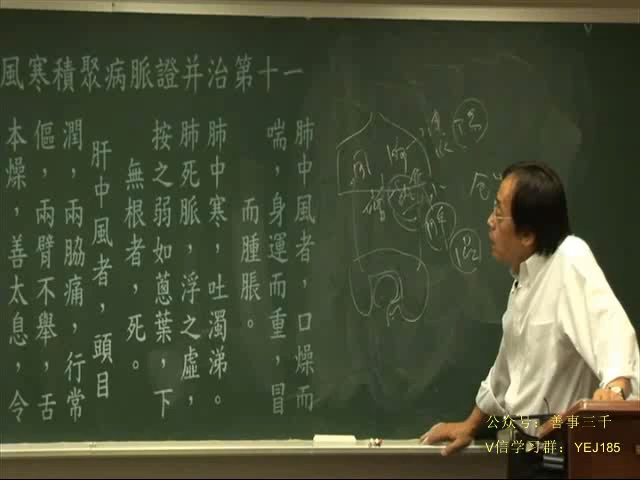 風寒積聚病脈證并治第十一
肺中風者，口燥而
喘，身運而重，冒
而腫脹。
肺中寒，吐濁涕。
肺死脈，浮之虛，
按之弱如蔥葉，下
無根者，死。
肝中風者，頭目
潤，兩脇痛，行常
傴，兩臂不舉，舌
本燥，善太息，令
公众号：善事三千
V信学习群：YEJ185